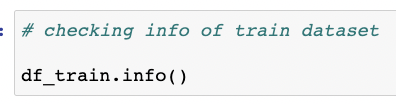 # checking info of train dataset
df_train.info()